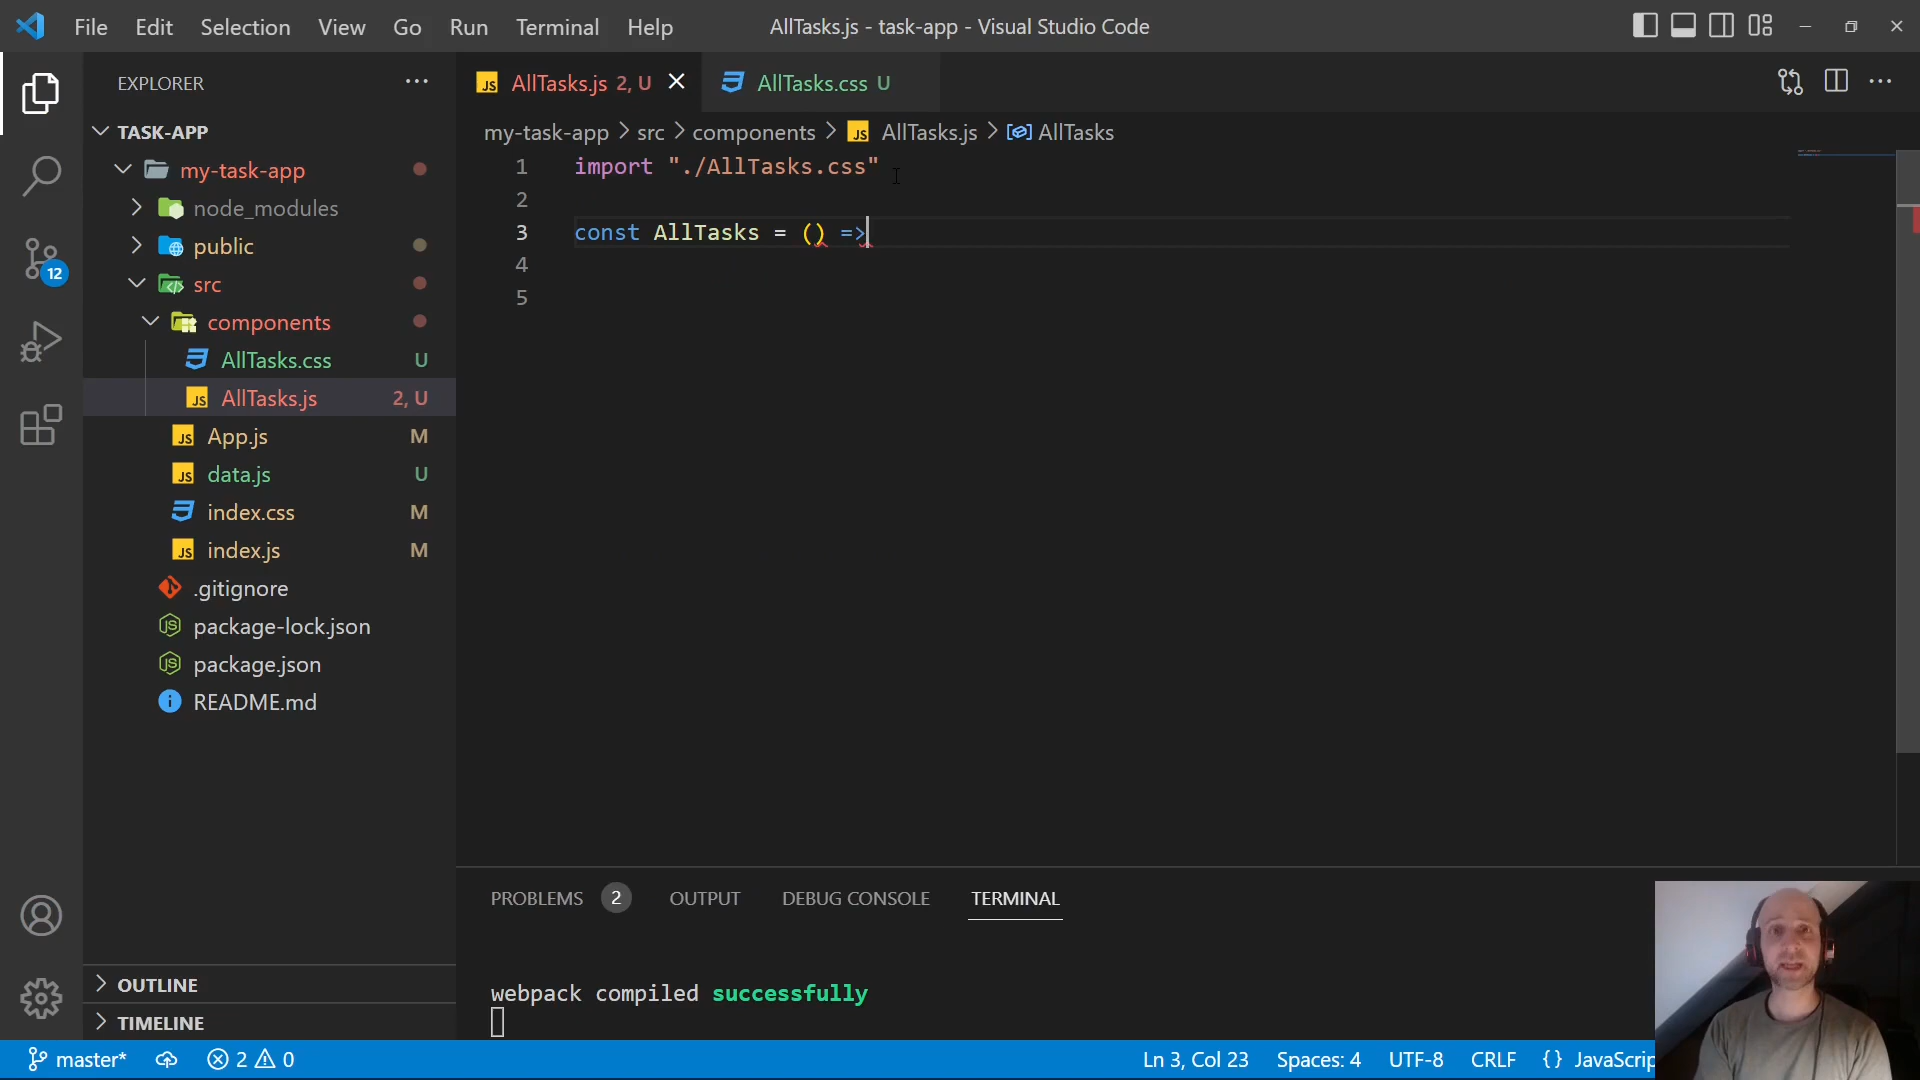 File Edit Selection View Go Run Terminal Help
AllTasks.js - task-app - Visual Studio Code
EXPLORER
TASK-APP
my-task-app
node_modules
public
src
components
AllTasks.css U
AllTasks.js 2, U
App.js M
data.js U
index.css M
index.js M
.gitignore
package-lock.json
package.json
README.md
OUTLINE
TIMELINE
12
JS AllTasks.js 2, U
AllTasks.css U
my-task-app > src > components > JS AllTasks.js > AllTasks
1 import "./AllTasks.css"
2
3 const AllTasks = () =>
4
5
PROBLEMS 2 OUTPUT DEBUG CONSOLE TERMINAL
webpack compiled successfully
master* 2 0
Ln 3, Col 23 Spaces: 4 UTF-8 CRLF {} JavaScrip